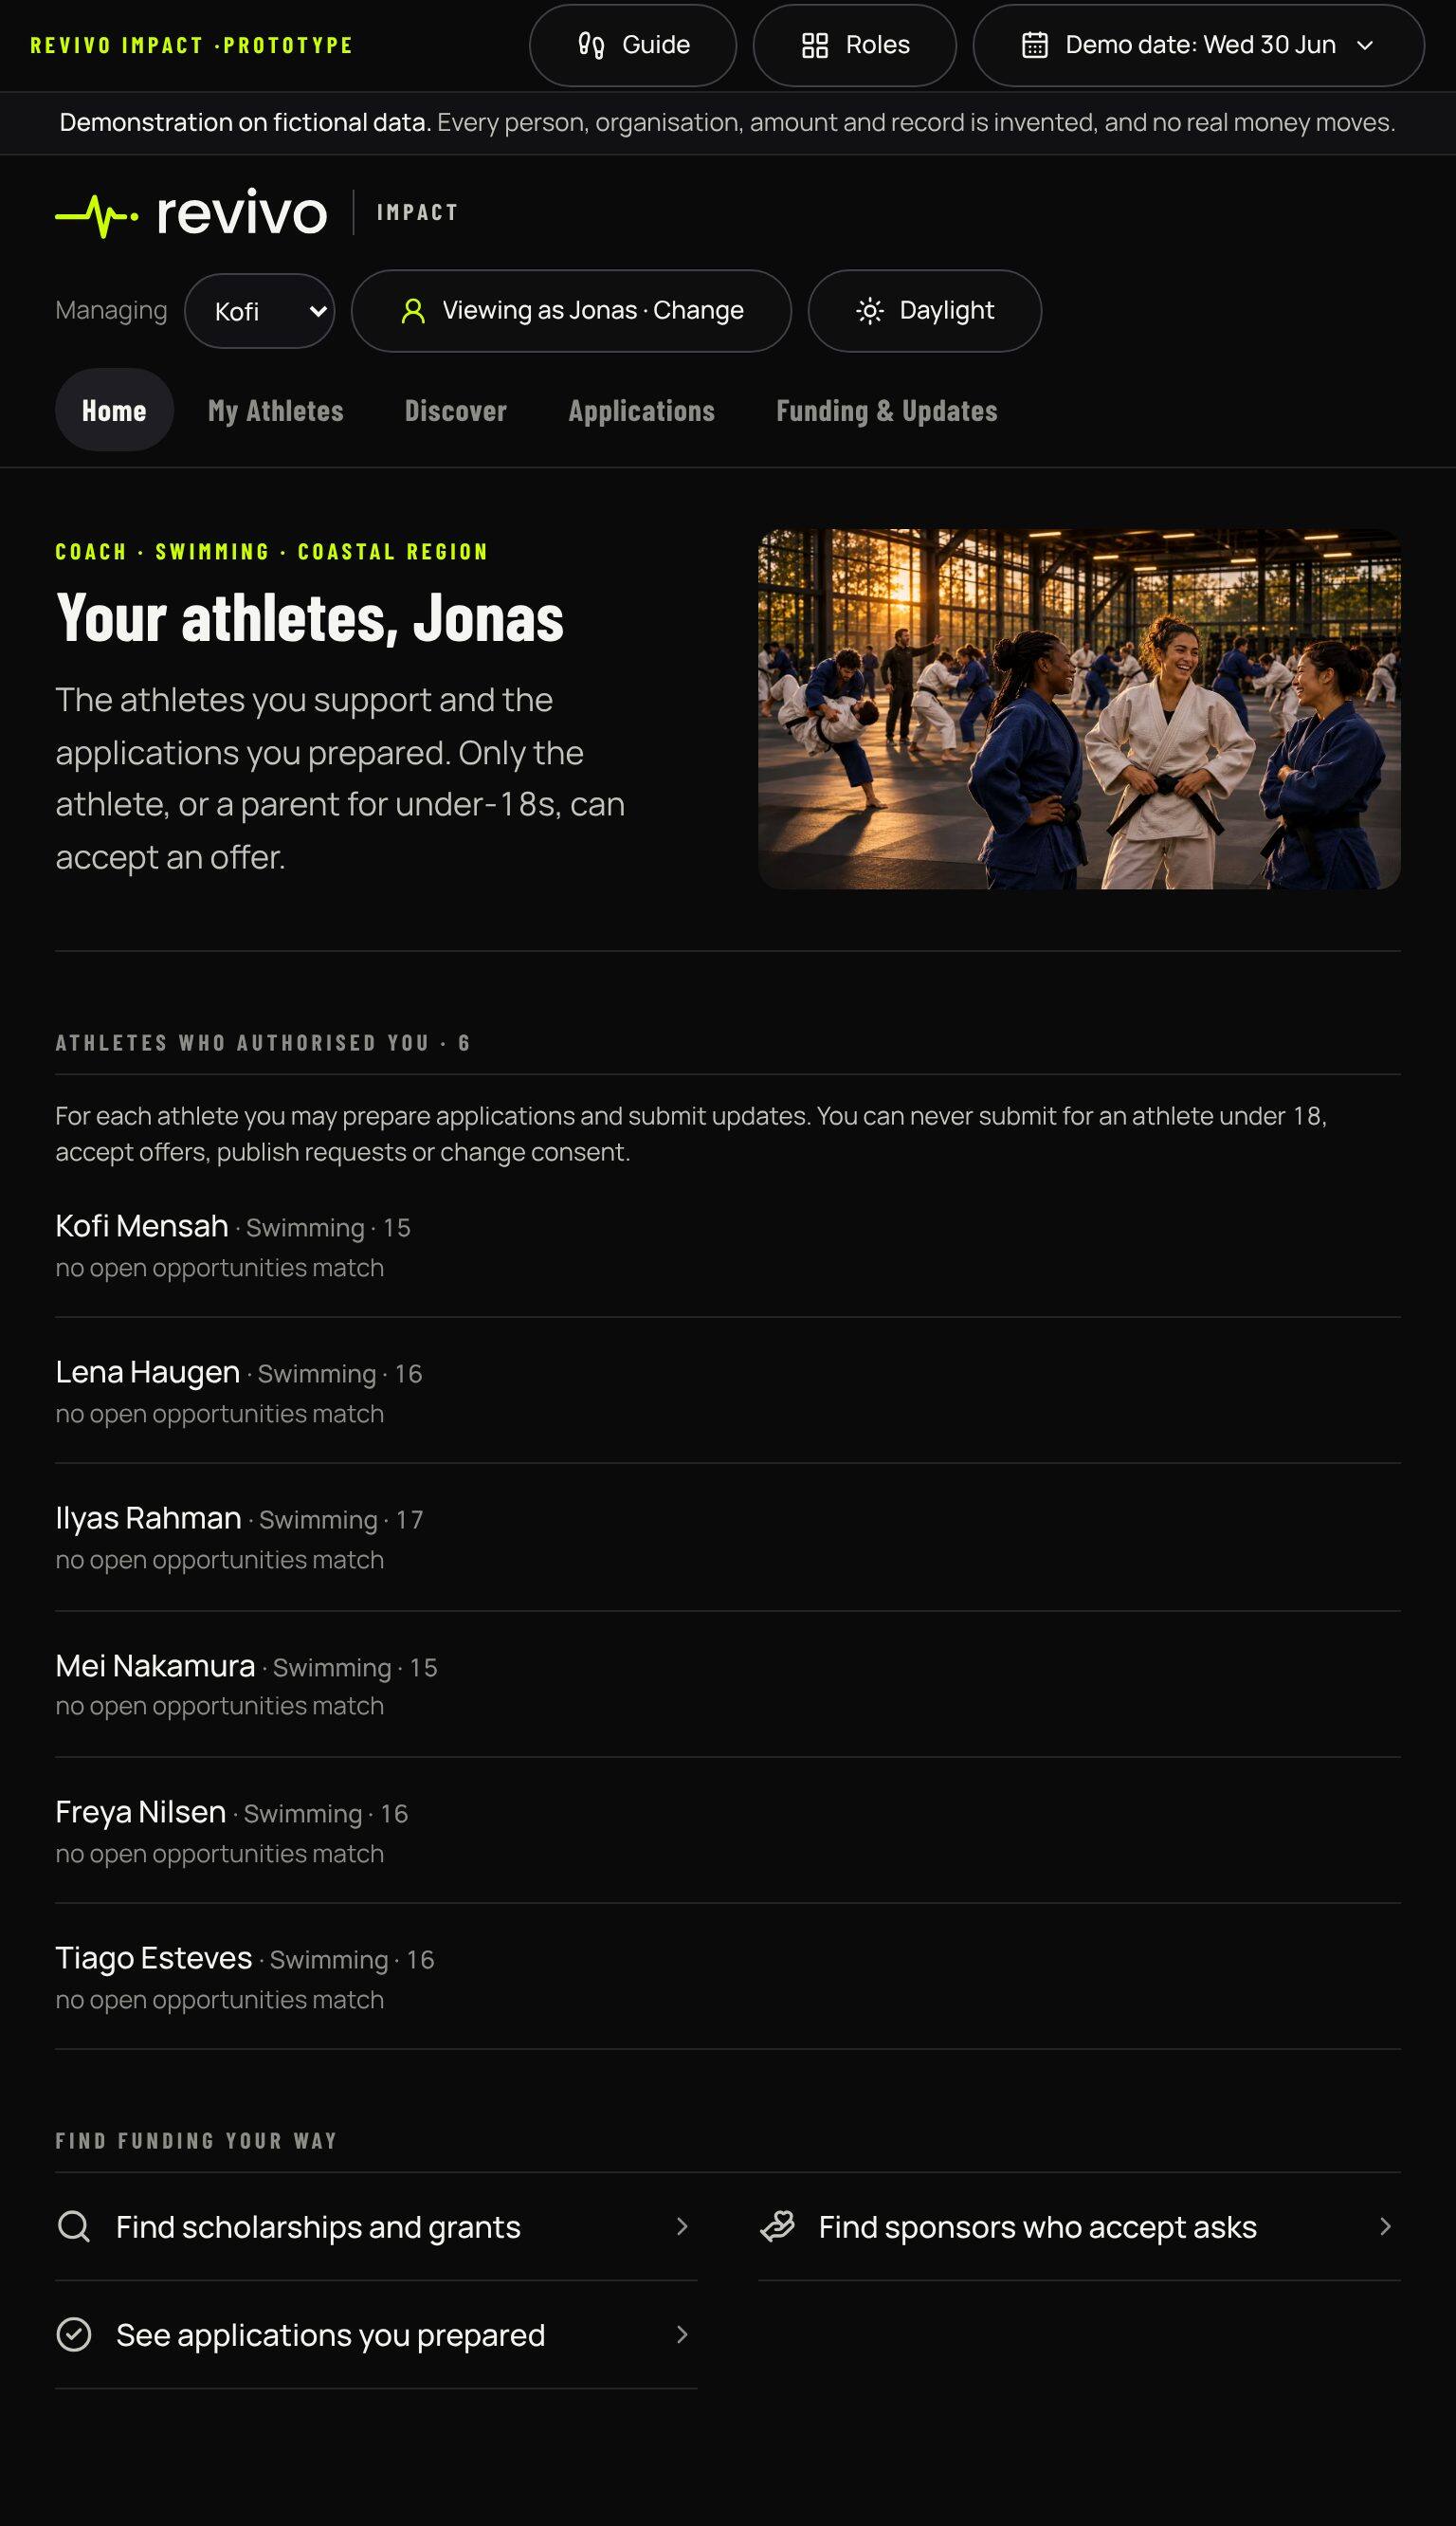 REVIVO IMPACT ·PROTOTYPE
Guide
Roles
Demo date: Wed 30 Jun
Demonstration on fictional data. Every person, organisation, amount and record is invented, and no real money moves.
revivo
IMPACT
Managing
Kofi
Viewing as Jonas · Change
Daylight
Home
My Athletes
Discover
Applications
Funding & Updates
COACH · SWIMMING · COASTAL REGION
Your athletes, Jonas
The athletes you support and the
applications you prepared. Only the
athlete, or a parent for under-18s, can
accept an offer.
ATHLETES WHO AUTHORISED YOU · 6
For each athlete you may prepare applications and submit updates. You can never submit for an athlete under 18,
accept offers, publish requests or change consent.
Kofi Mensah · Swimming · 15
no open opportunities match
Lena Haugen · Swimming · 16
no open opportunities match
Ilyas Rahman · Swimming · 17
no open opportunities match
Mei Nakamura · Swimming · 15
no open opportunities match
Freya Nilsen · Swimming · 16
no open opportunities match
Tiago Esteves · Swimming · 16
no open opportunities match
FIND FUNDING YOUR WAY
Find scholarships and grants
Find sponsors who accept asks
See applications you prepared